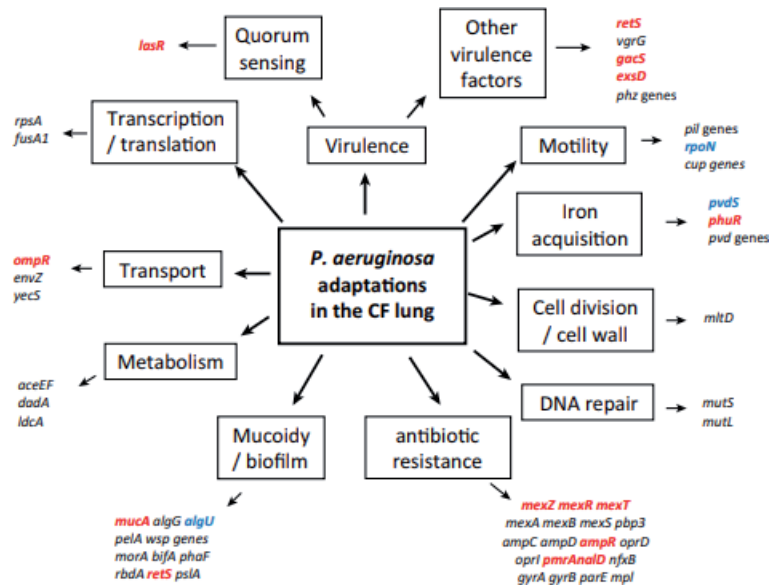 lasR
Quorum
sensing
Other
virulence
factors
retS
vgrG
gacS
exsD
phz genes
rpsA
fusA1
Transcription
/ translation
Virulence
Motility
pil genes
rpoN
cup genes
Iron
acquisition
pvdS
phuR
pvd genes
P. aeruginosa
adaptations
in the CF lung
ompR
envZ
yecS
Transport
Cell division
/ cell wall
mltD
Metabolism
aceEF
dadA
ldcA
DNA repair
mutS
mutL
Mucoidy
/ biofilm
antibiotic
resistance
mucA algG algU
pelA wsp genes
morA bifA phaF
rbdA retS pslA
mexZ mexR mexT
mexA mexB mexS pbp3
ampC ampD ampR oprD
oprI pmrAnalD nfxB
gyrA gyrB parE mpl